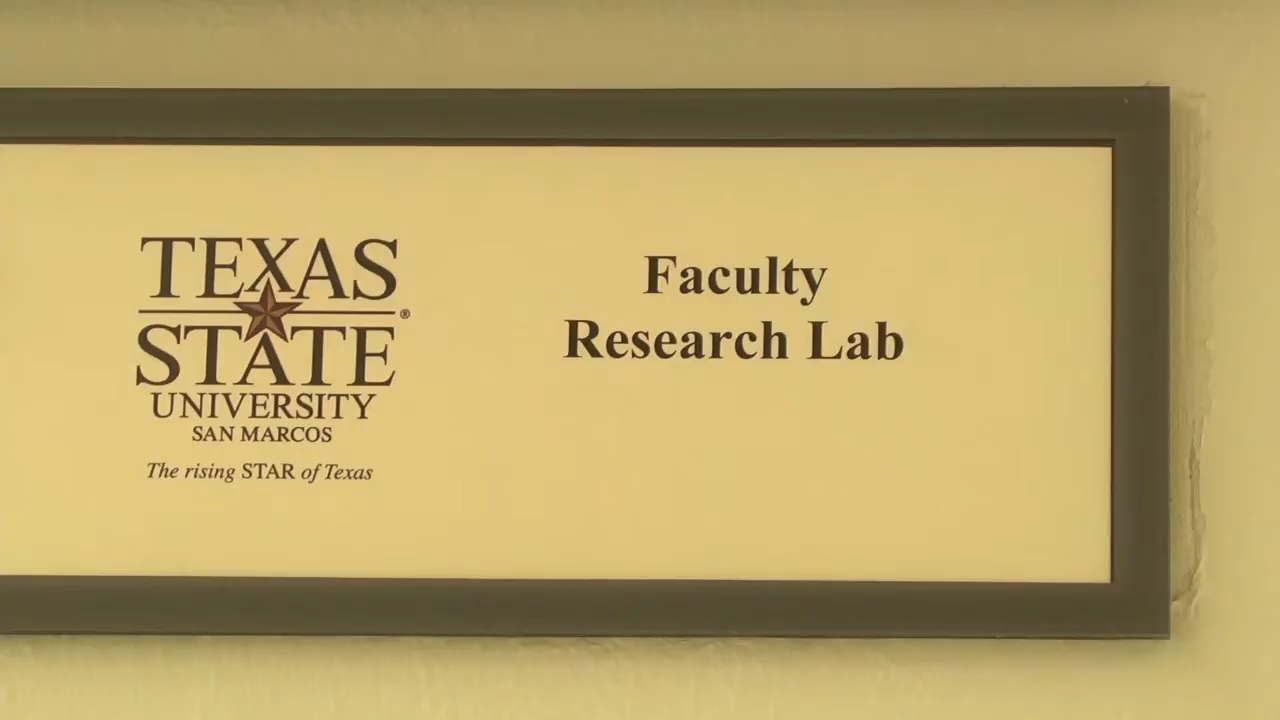 TEXAS
STATE
®
UNIVERSITY
SAN MARCOS
The rising STAR of Texas
Faculty
Research Lab